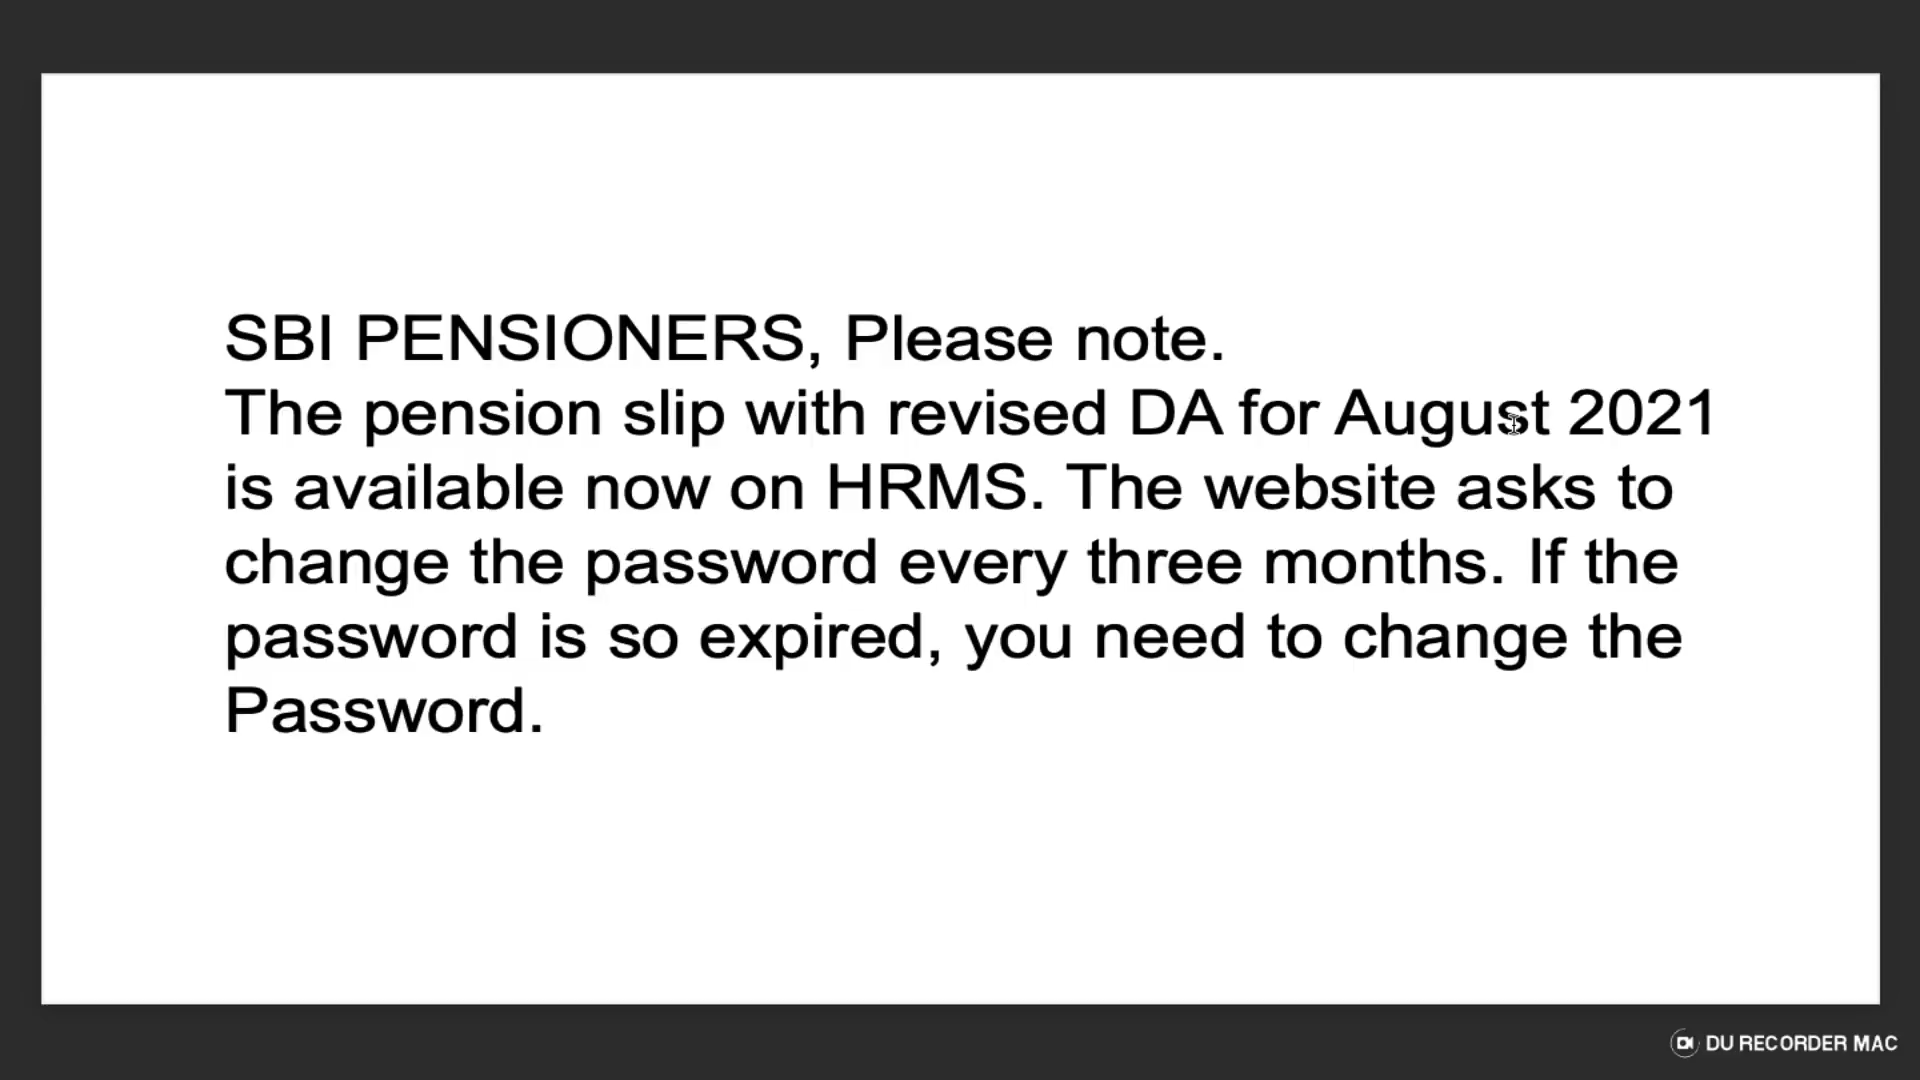 SBI PENSIONERS, Please note.
The pension slip with revised DA for August 2021
is available now on HRMS. The website asks to
change the password every three months. If the
password is so expired, you need to change the
Password.
DU RECORDER MAC